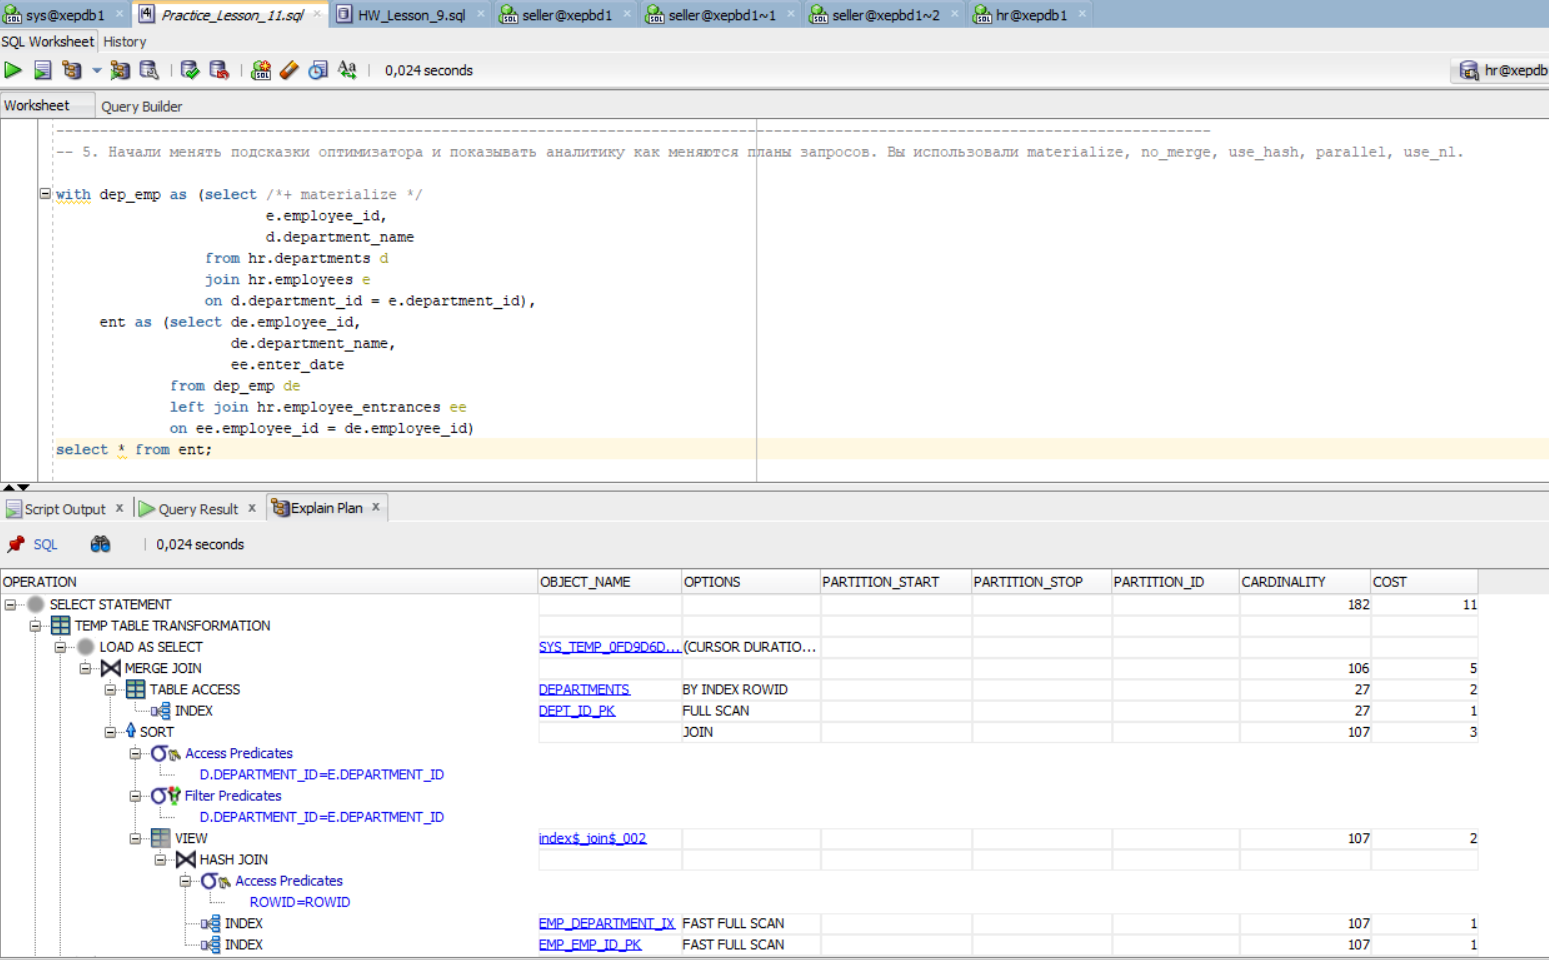 sys@xepdb1 Practice_Lesson_11.sql HW_Lesson_9.sql seller@xepbd1 seller@xepbd1~1 seller@xepbd1~2 hr@xepdb1
SQL Worksheet History
0,024 seconds hr@xepdb
Worksheet Query Builder
-- 5. Начали менять подсказки оптимизатора и показывать аналитику как меняются планы запросов. Вы использовали materialize, no_merge, use_hash, parallel, use_nl.
with dep_emp as (select /*+ materialize */
e.employee_id,
d.department_name
from hr.departments d
join hr.employees e
on d.department_id = e.department_id),
ent as (select de.employee_id,
de.department_name,
ee.enter_date
from dep_emp de
left join hr.employee_entrances ee
on ee.employee_id = de.employee_id)
select * from ent;
Script Output x Query Result x Explain Plan x
SQL 0,024 seconds
OPERATION OBJECT_NAME OPTIONS PARTITION_START PARTITION_STOP PARTITION_ID CARDINALITY COST
SELECT STATEMENT 182 11
TEMP TABLE TRANSFORMATION
LOAD AS SELECT SYS_TEMP_0FD9D6D... (CURSOR DURATIO...
MERGE JOIN 106 5
TABLE ACCESS DEPARTMENTS BY INDEX ROWID 27 2
INDEX DEPT_ID_PK FULL SCAN 27 1
SORT JOIN 107 3
Access Predicates
D.DEPARTMENT_ID=E.DEPARTMENT_ID
Filter Predicates
D.DEPARTMENT_ID=E.DEPARTMENT_ID
VIEW index$_join$_002 107 2
HASH JOIN
Access Predicates
ROWID=ROWID
INDEX EMP_DEPARTMENT_IX FAST FULL SCAN 107 1
INDEX EMP_EMP_ID_PK FAST FULL SCAN 107 1